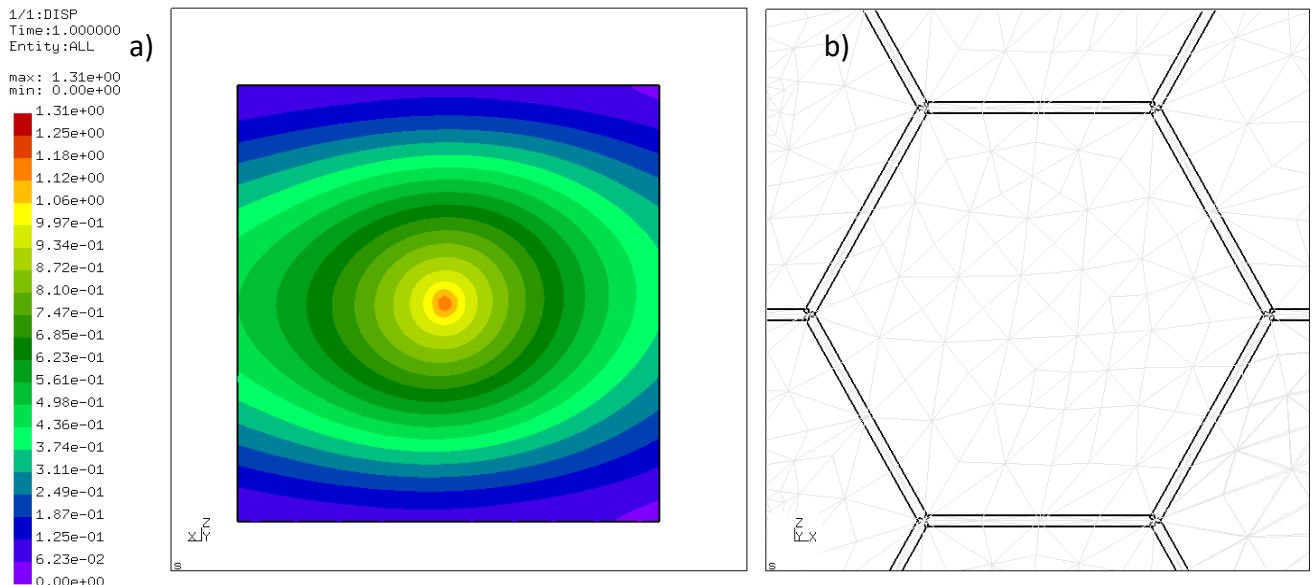 1/1:DISP
Time:1.000000
Entity:ALL
a)
b)
max: 1.31e+00
min: 0.00e+00
1.31e+00
1.25e+00
1.18e+00
1.12e+00
1.06e+00
9.97e-01
9.34e-01
8.72e-01
8.10e-01
7.47e-01
6.85e-01
6.23e-01
5.61e-01
4.98e-01
4.36e-01
3.74e-01
3.11e-01
2.49e-01
1.87e-01
1.25e-01
6.23e-02
0.00e+00
Z
X Y
Z
Y X
s
s